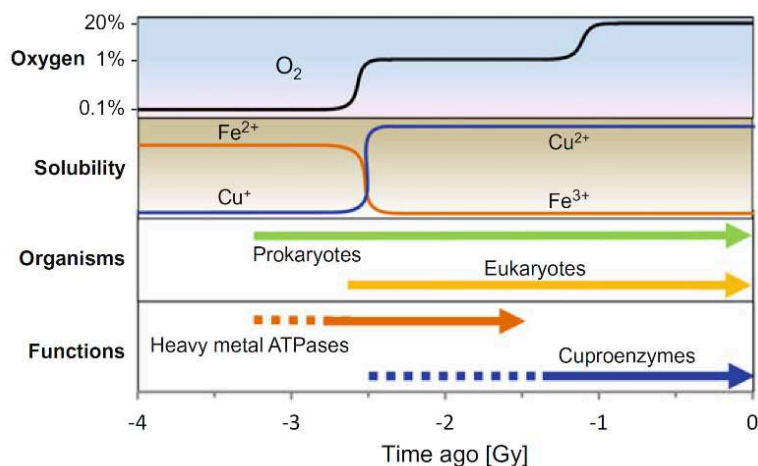 20%
Oxygen
1%
O₂
0.1%
Fe²⁺
Cu²⁺
Solubility
Cu⁺
Fe³⁺
Organisms
Prokaryotes
Eukaryotes
Functions
Heavy metal ATPases
Cuproenzymes
-4 -3 -2 -1 0
Time ago [Gy]